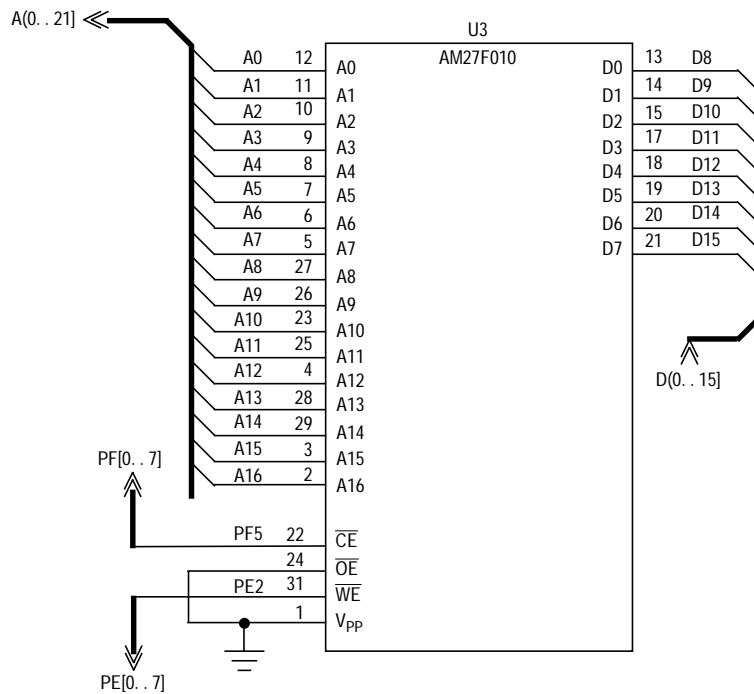 A(0. . 21]
U3
AM27F010
A0 12 A0 D0 13 D8
A1 11 A1 D1 14 D9
A2 10 A2 D2 15 D10
A3 9 A3 D3 17 D11
A4 8 A4 D4 18 D12
A5 7 A5 D5 19 D13
A6 6 A6 D6 20 D14
A7 5 A7 D7 21 D15
A8 27 A8
A9 26 A9
A10 23 A10
A11 25 A11
A12 4 A12
A13 28 A13
A14 29 A14
A15 3 A15
A16 2 A16
D(0. . 15]
PF[0. . 7]
PF5 22 CE
24 OE
PE2 31 WE
1 VPP
PE[0. . 7]